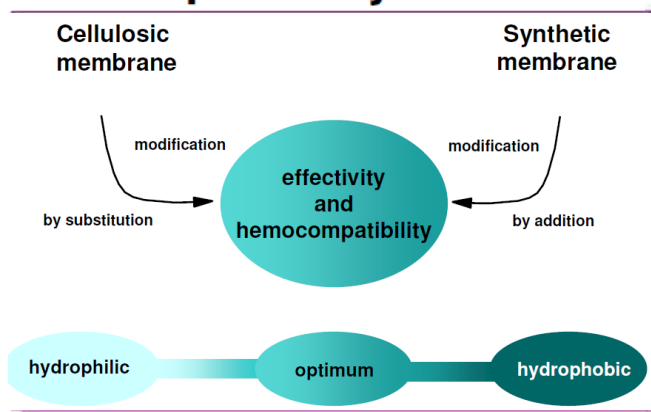 Cellulosic
membrane
Synthetic
membrane
modification
modification
effectivity
and
hemocompatibility
by substitution
by addition
hydrophilic
optimum
hydrophobic